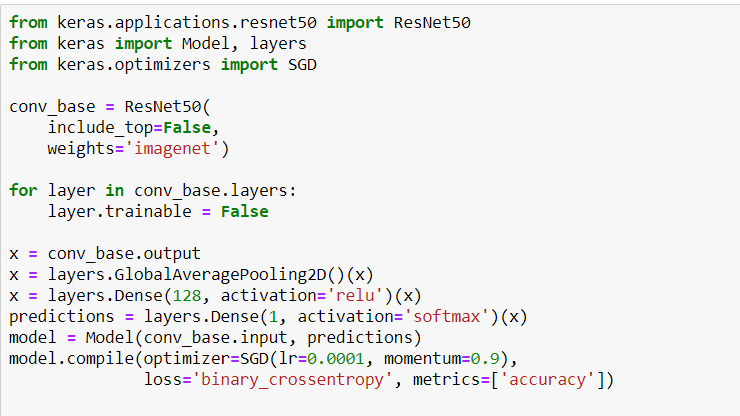 from keras.applications.resnet50 import ResNet50
from keras import Model, layers
from keras.optimizers import SGD

conv_base = ResNet50(
    include_top=False,
    weights='imagenet')

for layer in conv_base.layers:
    layer.trainable = False

x = conv_base.output
x = layers.GlobalAveragePooling2D()(x)
x = layers.Dense(128, activation='relu')(x)
predictions = layers.Dense(1, activation='softmax')(x)
model = Model(conv_base.input, predictions)
model.compile(optimizer=SGD(lr=0.0001, momentum=0.9),
              loss='binary_crossentropy', metrics=['accuracy'])